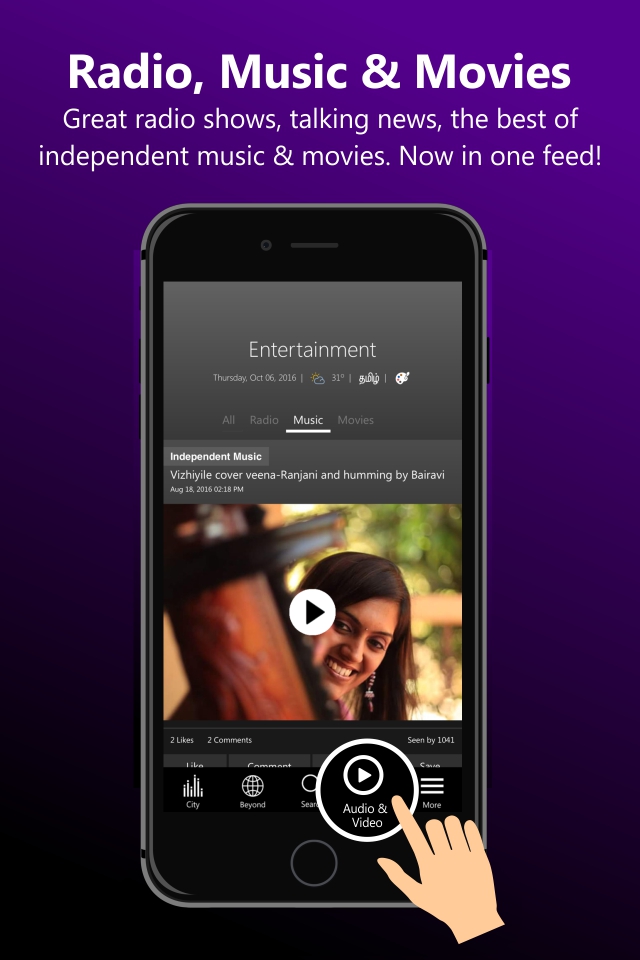 Radio, Music & Movies
Great radio shows, talking news, the best of
independent music & movies. Now in one feed!
Entertainment
Thursday, Oct 06, 2016 | 31° | தமிழ் |
All Radio Music Movies
Independent Music
Vizhiyile cover veena-Ranjani and humming by Bairavi
Aug 18, 2016 02:18 PM
2 Likes 2 Comments Seen by 1041
Like Comment Save
City Beyond Audio & More
Video